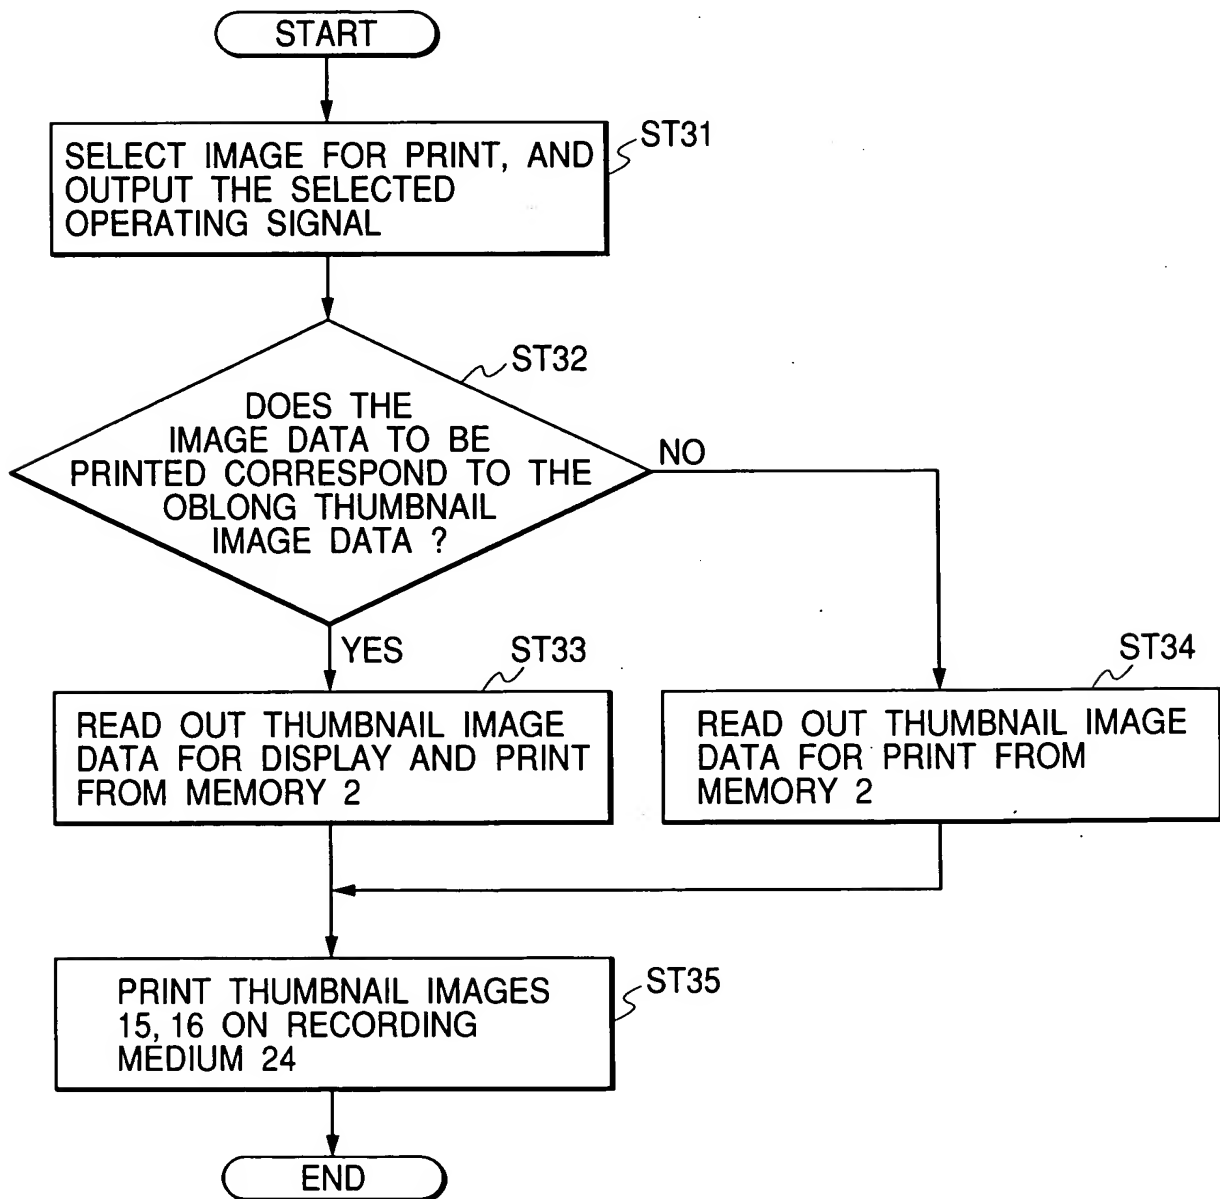 START
SELECT IMAGE FOR PRINT, AND
OUTPUT THE SELECTED
OPERATING SIGNAL
ST31
DOES THE
IMAGE DATA TO BE
PRINTED CORRESPOND TO THE
OBLONG THUMBNAIL
IMAGE DATA ?
ST32
NO
YES
ST33
READ OUT THUMBNAIL IMAGE
DATA FOR DISPLAY AND PRINT
FROM MEMORY 2
ST34
READ OUT THUMBNAIL IMAGE
DATA FOR PRINT FROM
MEMORY 2
PRINT THUMBNAIL IMAGES
15, 16 ON RECORDING
MEDIUM 24
ST35
END